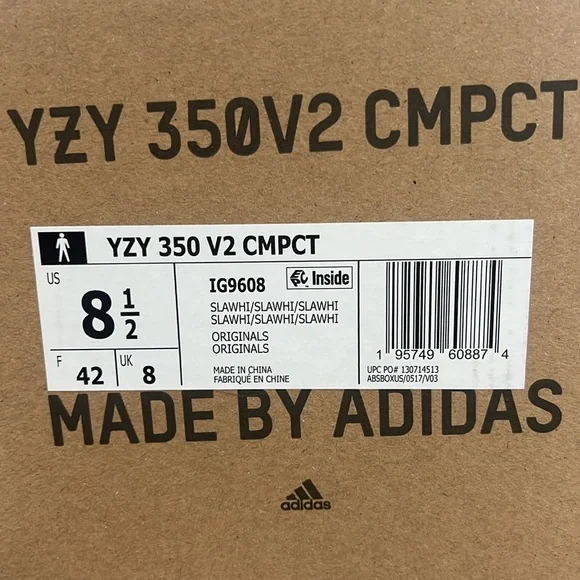 YZY 350V2 CMPCT
YZY 350 V2 CMPCT
US
8 1/2
F
42
UK
8
IG9608
Inside
SLAWHI/SLAWHI/SLAWHI
SLAWHI/SLAWHI/SLAWHI
ORIGINALS
ORIGINALS
MADE IN CHINA
FABRIQUÉ EN CHINE
1 95749 60887 4
UPC PO# 130714513
ABSBOXUS/0517/V03
MADE BY ADIDAS
adidas